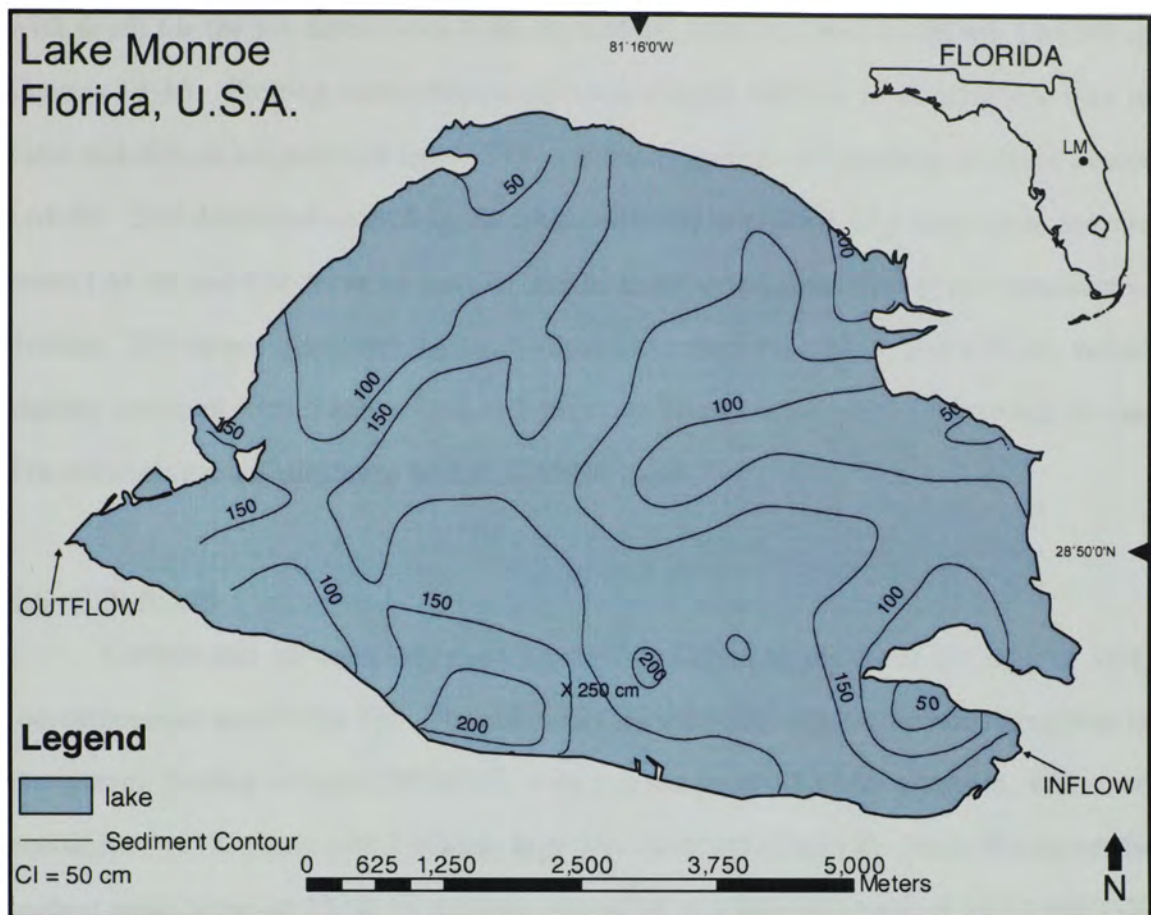 Lake Monroe
Florida, U.S.A.
81°16'0"W
FLORIDA
LM
50
200
100
150
100
50
150
150
28°50'0"N
OUTFLOW
100
150
100
200
X 250 cm
150
50
200
INFLOW
Legend
lake
Sediment Contour
CI = 50 cm
0 625 1,250 2,500 3,750 5,000
Meters
N